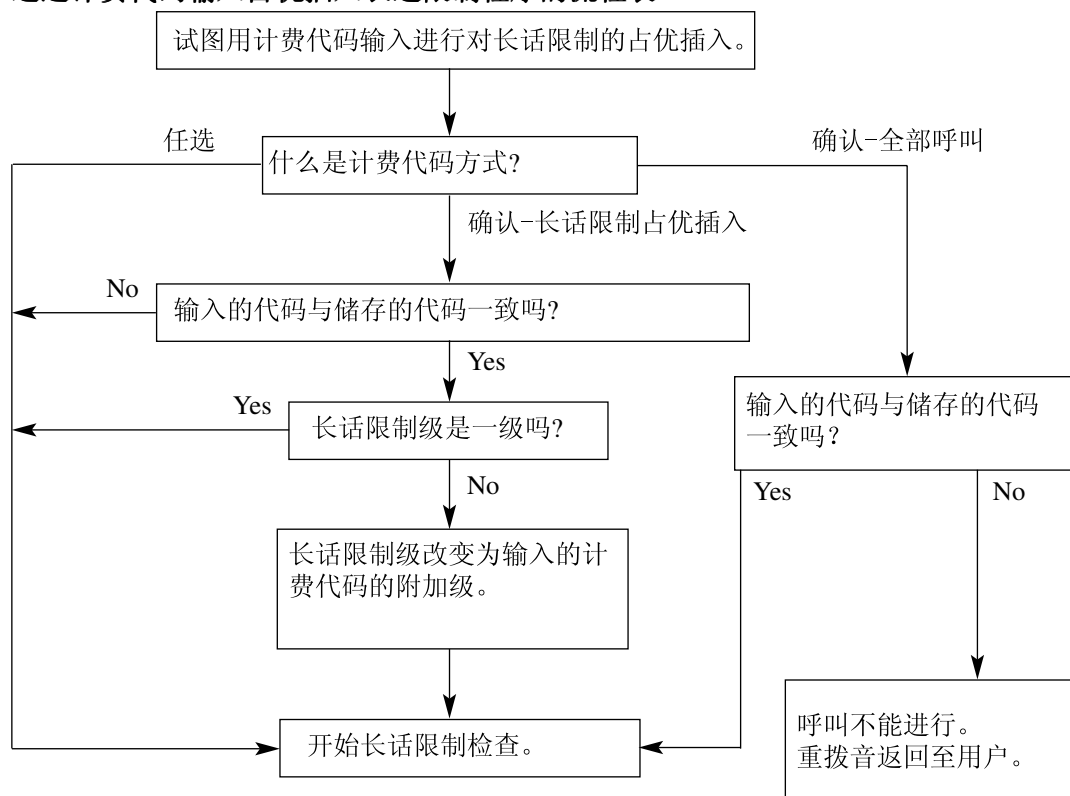 试图用计费代码输入进行对长话限制的占优插入。
任选
什么是计费代码方式?
确认-全部呼叫
确认-长话限制占优插入
No
输入的代码与储存的代码一致吗?
Yes
Yes
长话限制级是一级吗?
输入的代码与储存的代码
一致吗?
No
Yes
No
长话限制级改变为输入的计
费代码的附加级。
开始长话限制检查。
呼叫不能进行。
重拨音返回至用户。